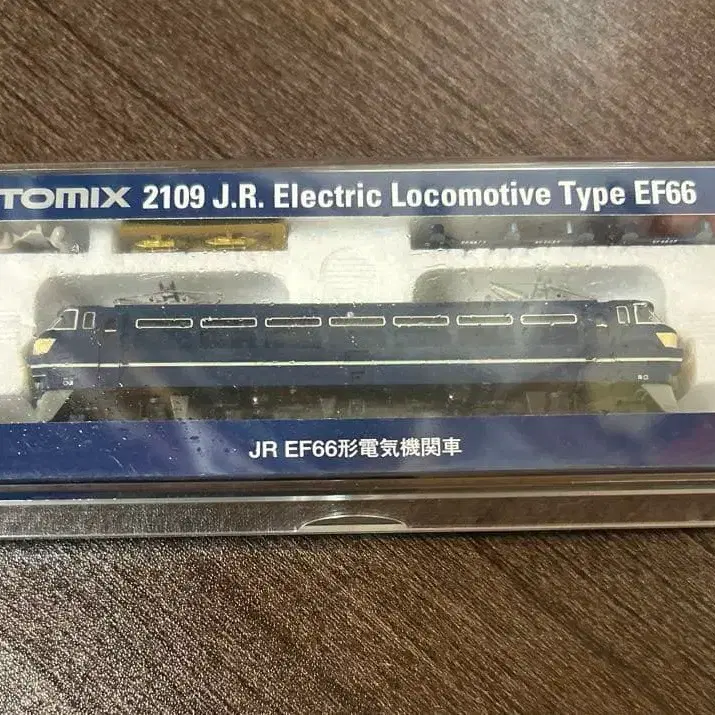 TOMIX 2109 J.R. Electric Locomotive Type EF66
JR EF66形電気機関車